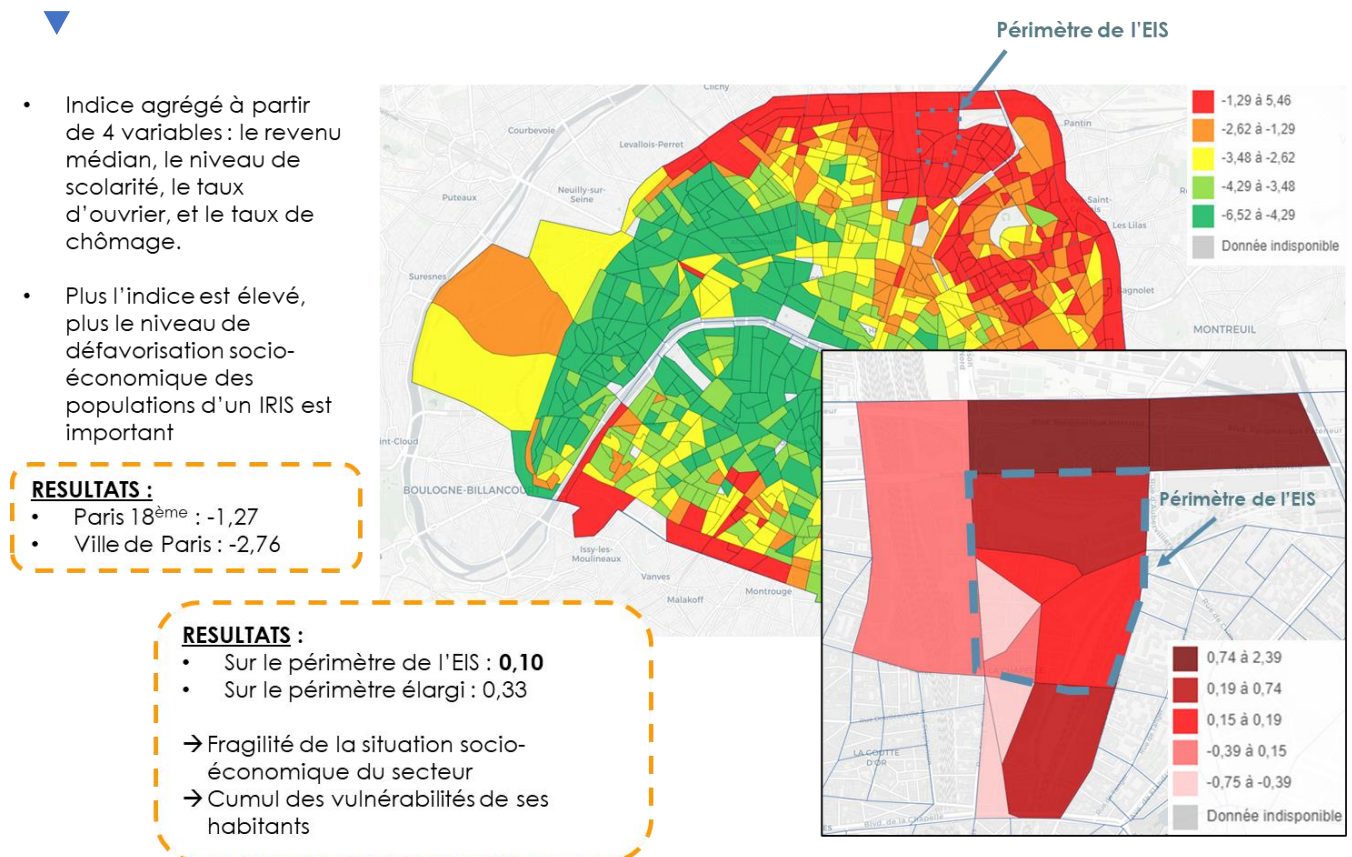 Périmètre de l'EIS
• Indice agrégé à partir
de 4 variables : le revenu
médian, le niveau de
scolarité, le taux
d'ouvrier, et le taux de
chômage.
• Plus l'indice est élevé,
plus le niveau de
défavorisation socio-
économique des
populations d'un IRIS est
important
RESULTATS :
• Paris 18ème : -1,27
• Ville de Paris : -2,76
RESULTATS :
• Sur le périmètre de l'EIS : 0,10
• Sur le périmètre élargi : 0,33
→ Fragilité de la situation socio-
économique du secteur
→ Cumul des vulnérabilités de ses
habitants
Clichy
Courbevoie
Levallois-Perret
Puteaux
Neuilly-sur-
Seine
Pantin
Les Lilas
Suresnes
MONTREUIL
BOULOGNE-BILLANCOU
Issy-les-
Moulineaux
Vanves
Malakoff
Montrouge
-1,29 à 5,46
-2,62 à -1,29
-3,48 à -2,62
-4,29 à -3,48
-6,52 à -4,29
Donnée indisponible
Périmètre de l'EIS
LA GOUTTE
D'OR
Blvd. de la Chapelle
0,74 à 2,39
0,19 à 0,74
0,15 à 0,19
-0,39 à 0,15
-0,75 à -0,39
Donnée indisponible